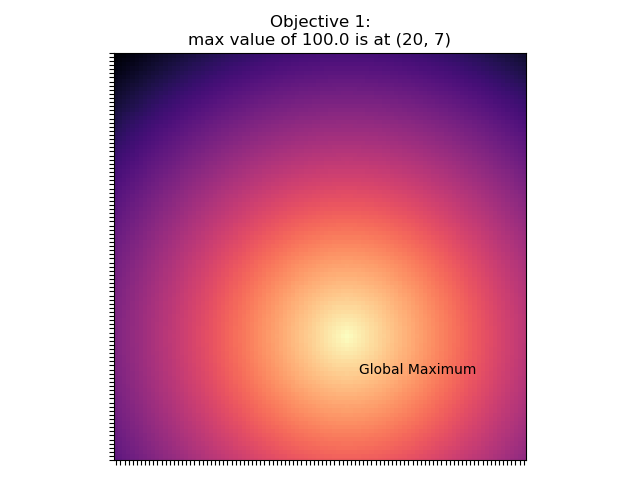 Objective 1:
max value of 100.0 is at (20, 7)
Global Maximum